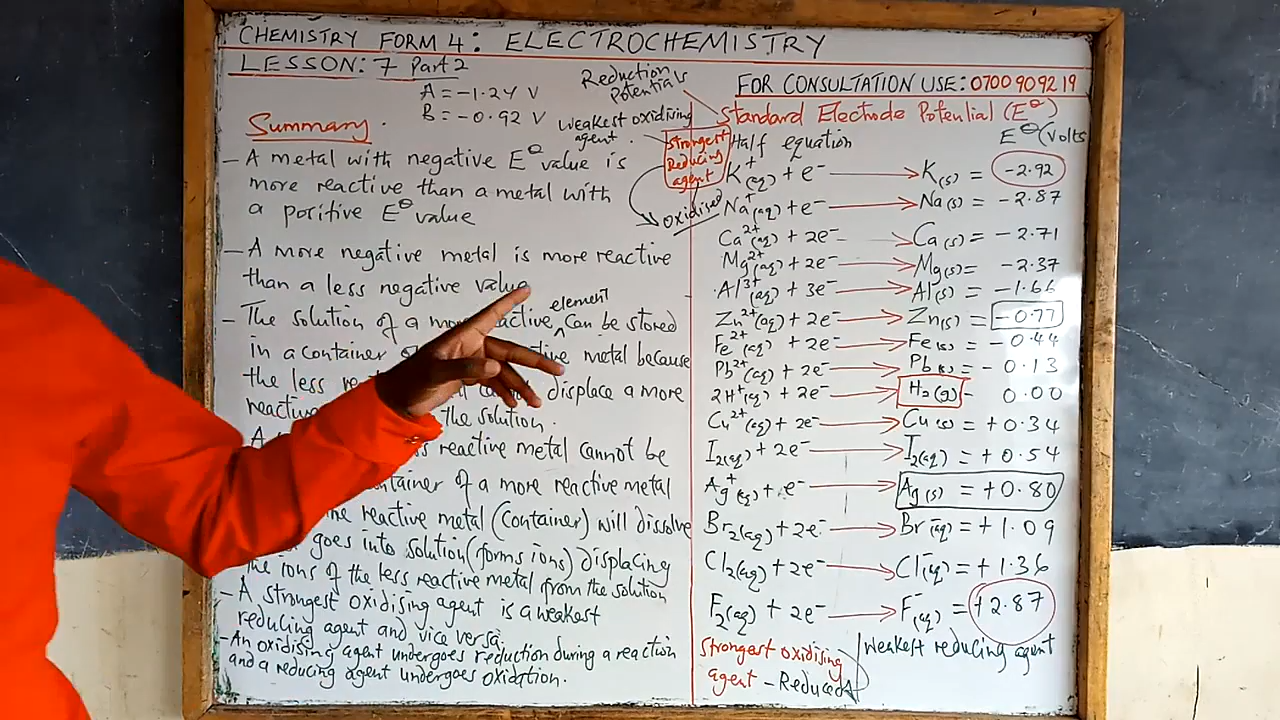 CHEMISTRY FORM 4: ELECTROCHEMISTRY
LESSON: 7 Part 2
A = -1.24 V
B = -0.92 V
Summary.
- A metal with negative E⁰ value is
more reactive than a metal with
a positive E⁰ value
- A more negative metal is more reactive
than a less negative value
element
- The solution of a more reactive ^ can be stored
in a container metal because
the less displace a more
reactive the solution.
reactive metal cannot be
container of a more reactive metal
reactive metal (container) will dissolve
goes into solution (forms ions) displacing
the ions of the less reactive metal from the solution
- A strongest oxidising agent is a weakest
reducing agent and vice versa.
- An oxidising agent undergoes reduction during a reaction
and a reducing agent undergoes oxidation.
Reduction
Potentials
weakest oxidising
agent.
strongest
Reducing
agent
oxidised
FOR CONSULTATION USE: 0700909219
Standard Electrode Potential (E⁰)
Half equation E⁰ (volts
K⁺(aq) + e⁻ → K(s) = -2.92
Na⁺(aq) + e⁻ → Na(s) = -2.87
Ca²⁺(aq) + 2e⁻ → Ca(s) = -2.71
Mg²⁺(aq) + 2e⁻ → Mg(s) = -2.37
Al³⁺(aq) + 3e⁻ → Al(s) = -1.66
Zn²⁺(aq) + 2e⁻ → Zn(s) = -0.77
Fe²⁺(aq) + 2e⁻ → Fe(s) = -0.44
Pb²⁺(aq) + 2e⁻ → Pb(s) = -0.13
2H⁺(aq) + 2e⁻ → H₂(g) - 0.00
Cu²⁺(aq) + 2e⁻ → Cu(s) = +0.34
I₂(aq) + 2e⁻ → I₂(aq) = +0.54
Ag⁺(aq) + e⁻ → Ag(s) = +0.80
Br₂(aq) + 2e⁻ → Br⁻(aq) = +1.09
Cl₂(aq) + 2e⁻ → Cl⁻(aq) = +1.36
F₂(aq) + 2e⁻ → F⁻(aq) = +2.87
Strongest oxidising
agent - Reduced
Weakest reducing agent